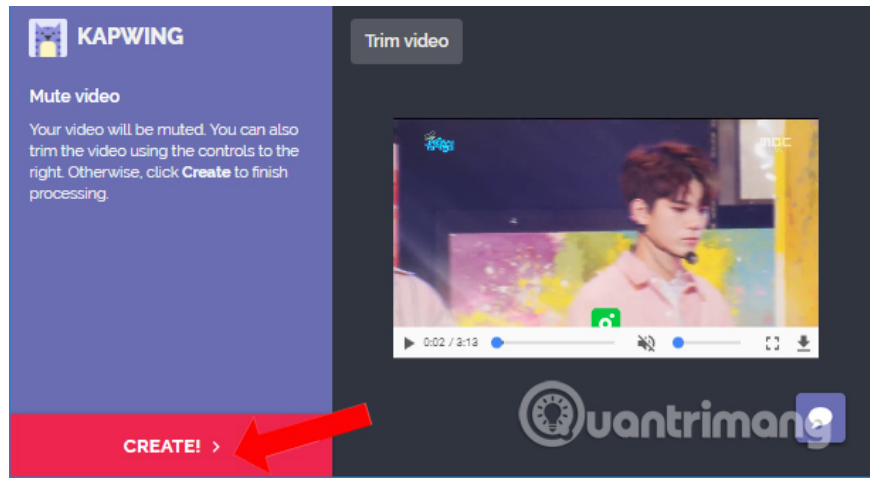 KAPWING
Trim video
Mute video
Your video will be muted. You can also
trim the video using the controls to the
right. Otherwise, click Create to finish
processing.
mbc
0:02 / 3:13
CREATE! >
Quantrimang